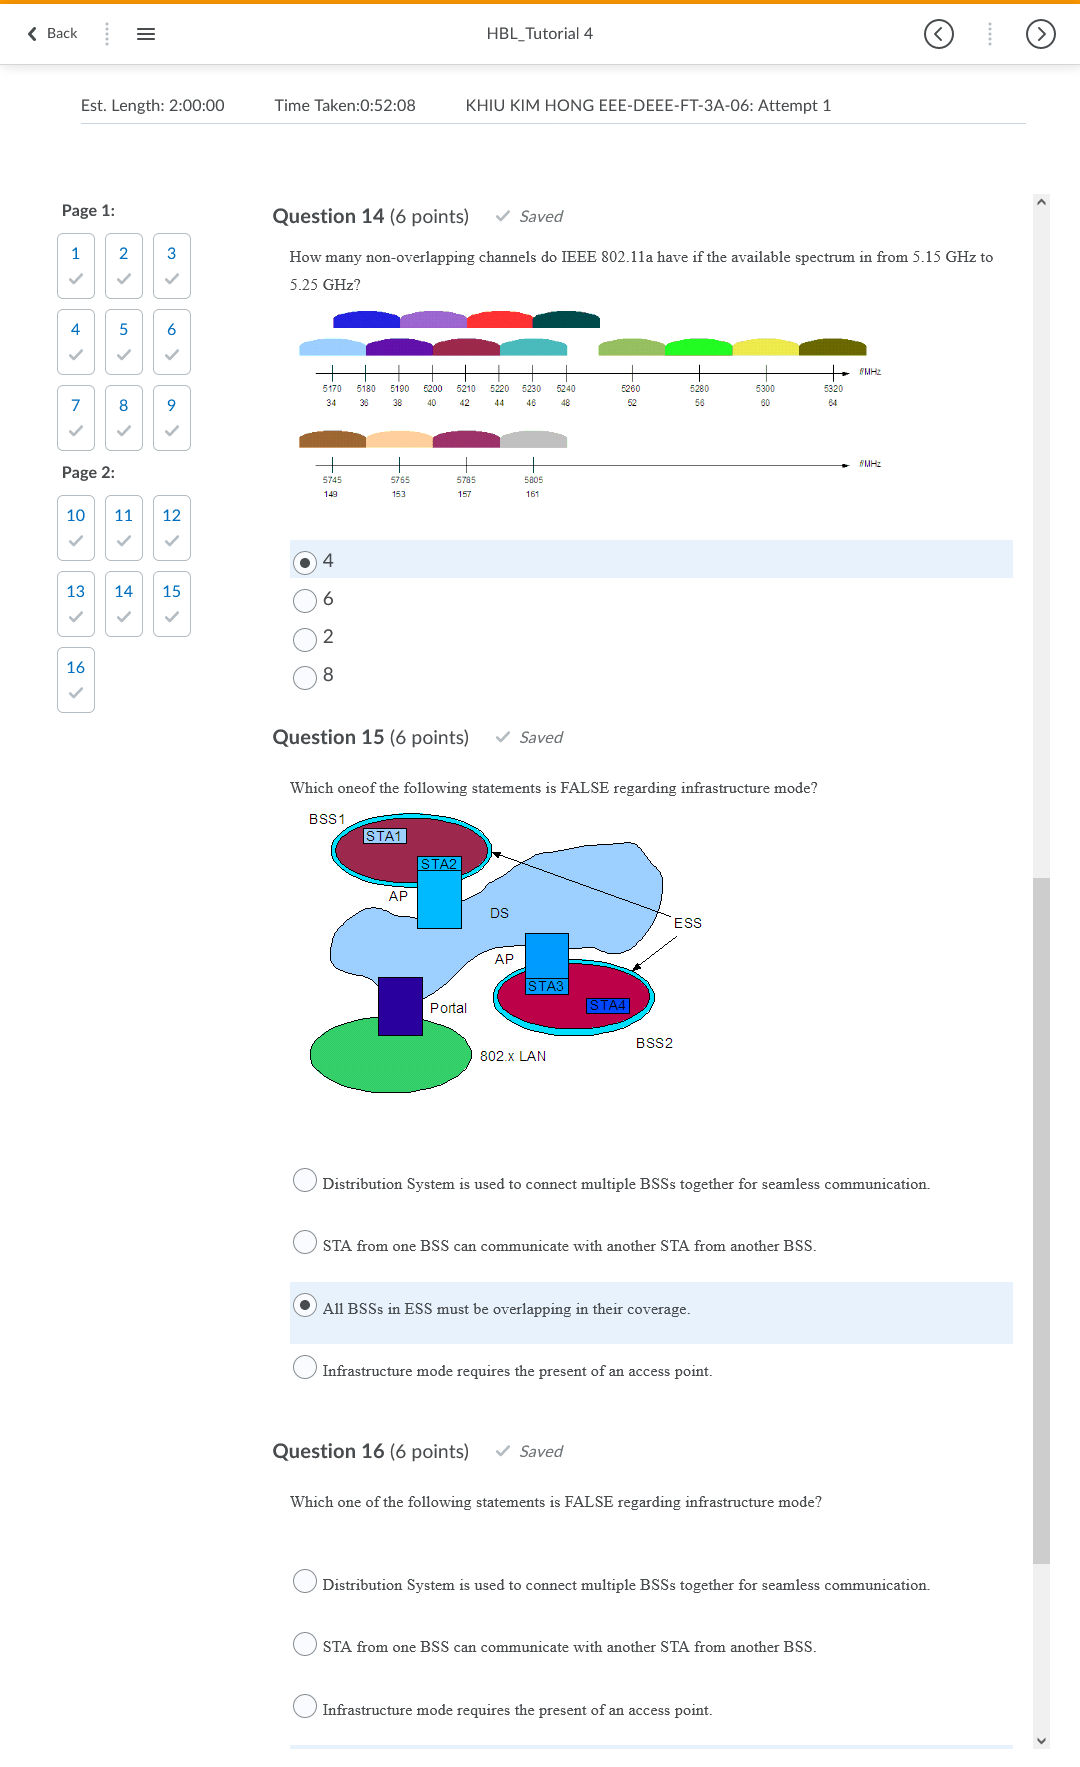 Back
HBL_Tutorial 4
Est. Length: 2:00:00 Time Taken:0:52:08 KHIU KIM HONG EEE-DEEE-FT-3A-06: Attempt 1
Page 1:
1 2 3
4 5 6
7 8 9
Page 2:
10 11 12
13 14 15
16
Question 14 (6 points) Saved
How many non-overlapping channels do IEEE 802.11a have if the available spectrum in from 5.15 GHz to
5.25 GHz?
f/MHz
5170 5180 5190 5200 5210 5220 5230 5240 5260 5280 5300 5320
34 36 38 40 42 44 46 48 52 56 60 64
f/MHz
5745 5765 5785 5805
149 153 157 161
4
6
2
8
Question 15 (6 points) Saved
Which oneof the following statements is FALSE regarding infrastructure mode?
BSS1
STA1
STA2
AP
DS
ESS
AP
STA3
STA4
Portal
BSS2
802.x LAN
Distribution System is used to connect multiple BSSs together for seamless communication.
STA from one BSS can communicate with another STA from another BSS.
All BSSs in ESS must be overlapping in their coverage.
Infrastructure mode requires the present of an access point.
Question 16 (6 points) Saved
Which one of the following statements is FALSE regarding infrastructure mode?
Distribution System is used to connect multiple BSSs together for seamless communication.
STA from one BSS can communicate with another STA from another BSS.
Infrastructure mode requires the present of an access point.